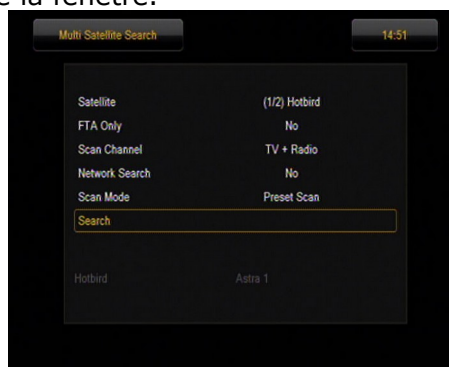 e la fenêtre.
Multi Satellite Search 14:51
Satellite (1/2) Hotbird
FTA Only No
Scan Channel TV + Radio
Network Search No
Scan Mode Preset Scan
Search
Hotbird Astra 1